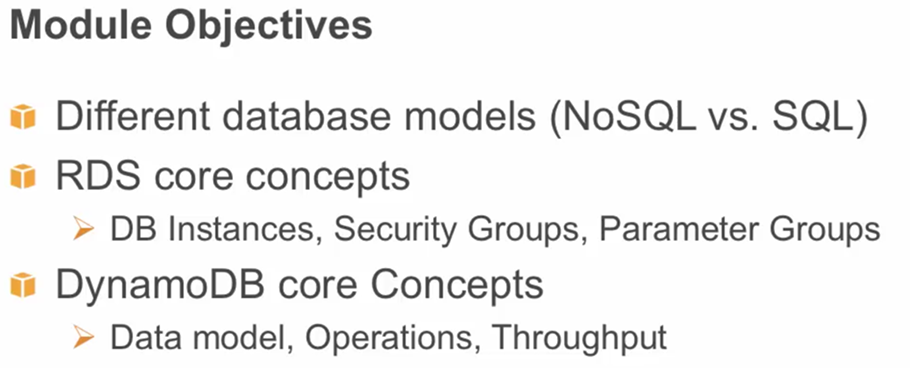 Module Objectives
Different database models (NoSQL vs. SQL)
RDS core concepts
DB Instances, Security Groups, Parameter Groups
DynamoDB core Concepts
Data model, Operations, Throughput